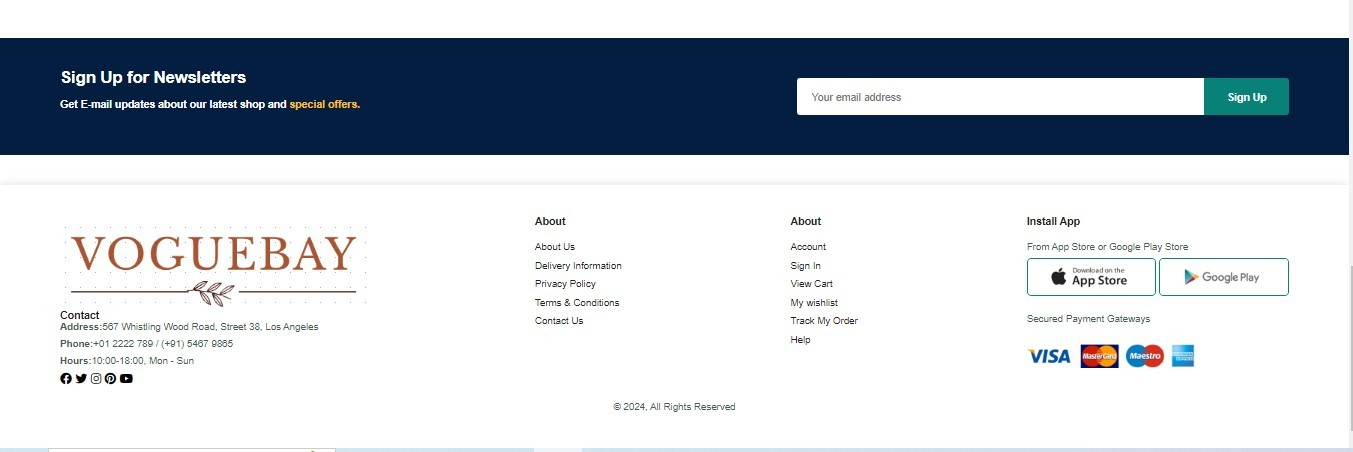 Sign Up for Newsletters
Get E-mail updates about our latest shop and special offers.
Your email address
Sign Up
VOGUEBAY
Contact
Address:567 Whistling Wood Road, Street 38, Los Angeles
Phone:+01 2222 789 / (+91) 5467 9865
Hours:10:00-18:00, Mon - Sun
About
About Us
Delivery Information
Privacy Policy
Terms & Conditions
Contact Us
About
Account
Sign In
View Cart
My wishlist
Track My Order
Help
Install App
From App Store or Google Play Store
Download on the
App Store
Google Play
Secured Payment Gateways
VISA
MasterCard
Maestro
© 2024, All Rights Reserved